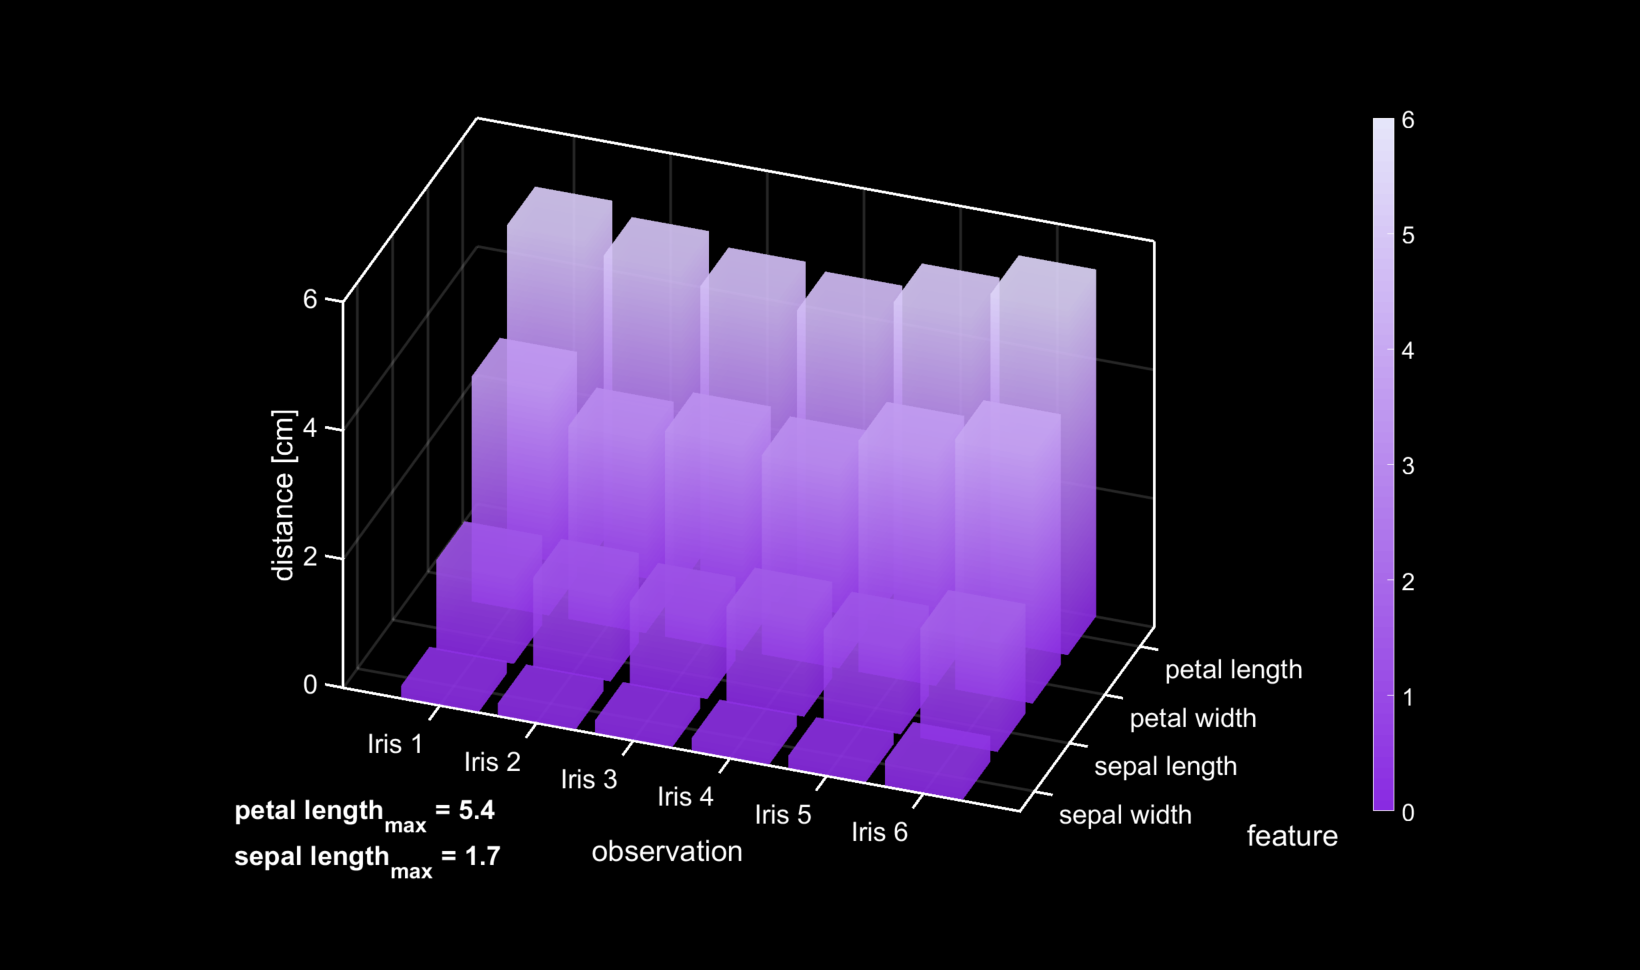 6
4
2
0
distance [cm]
Iris 1
Iris 2
Iris 3
Iris 4
Iris 5
Iris 6
observation
petal length
petal width
sepal length
sepal width
feature
6
5
4
3
2
1
0
petal length_max = 5.4
sepal length_max = 1.7